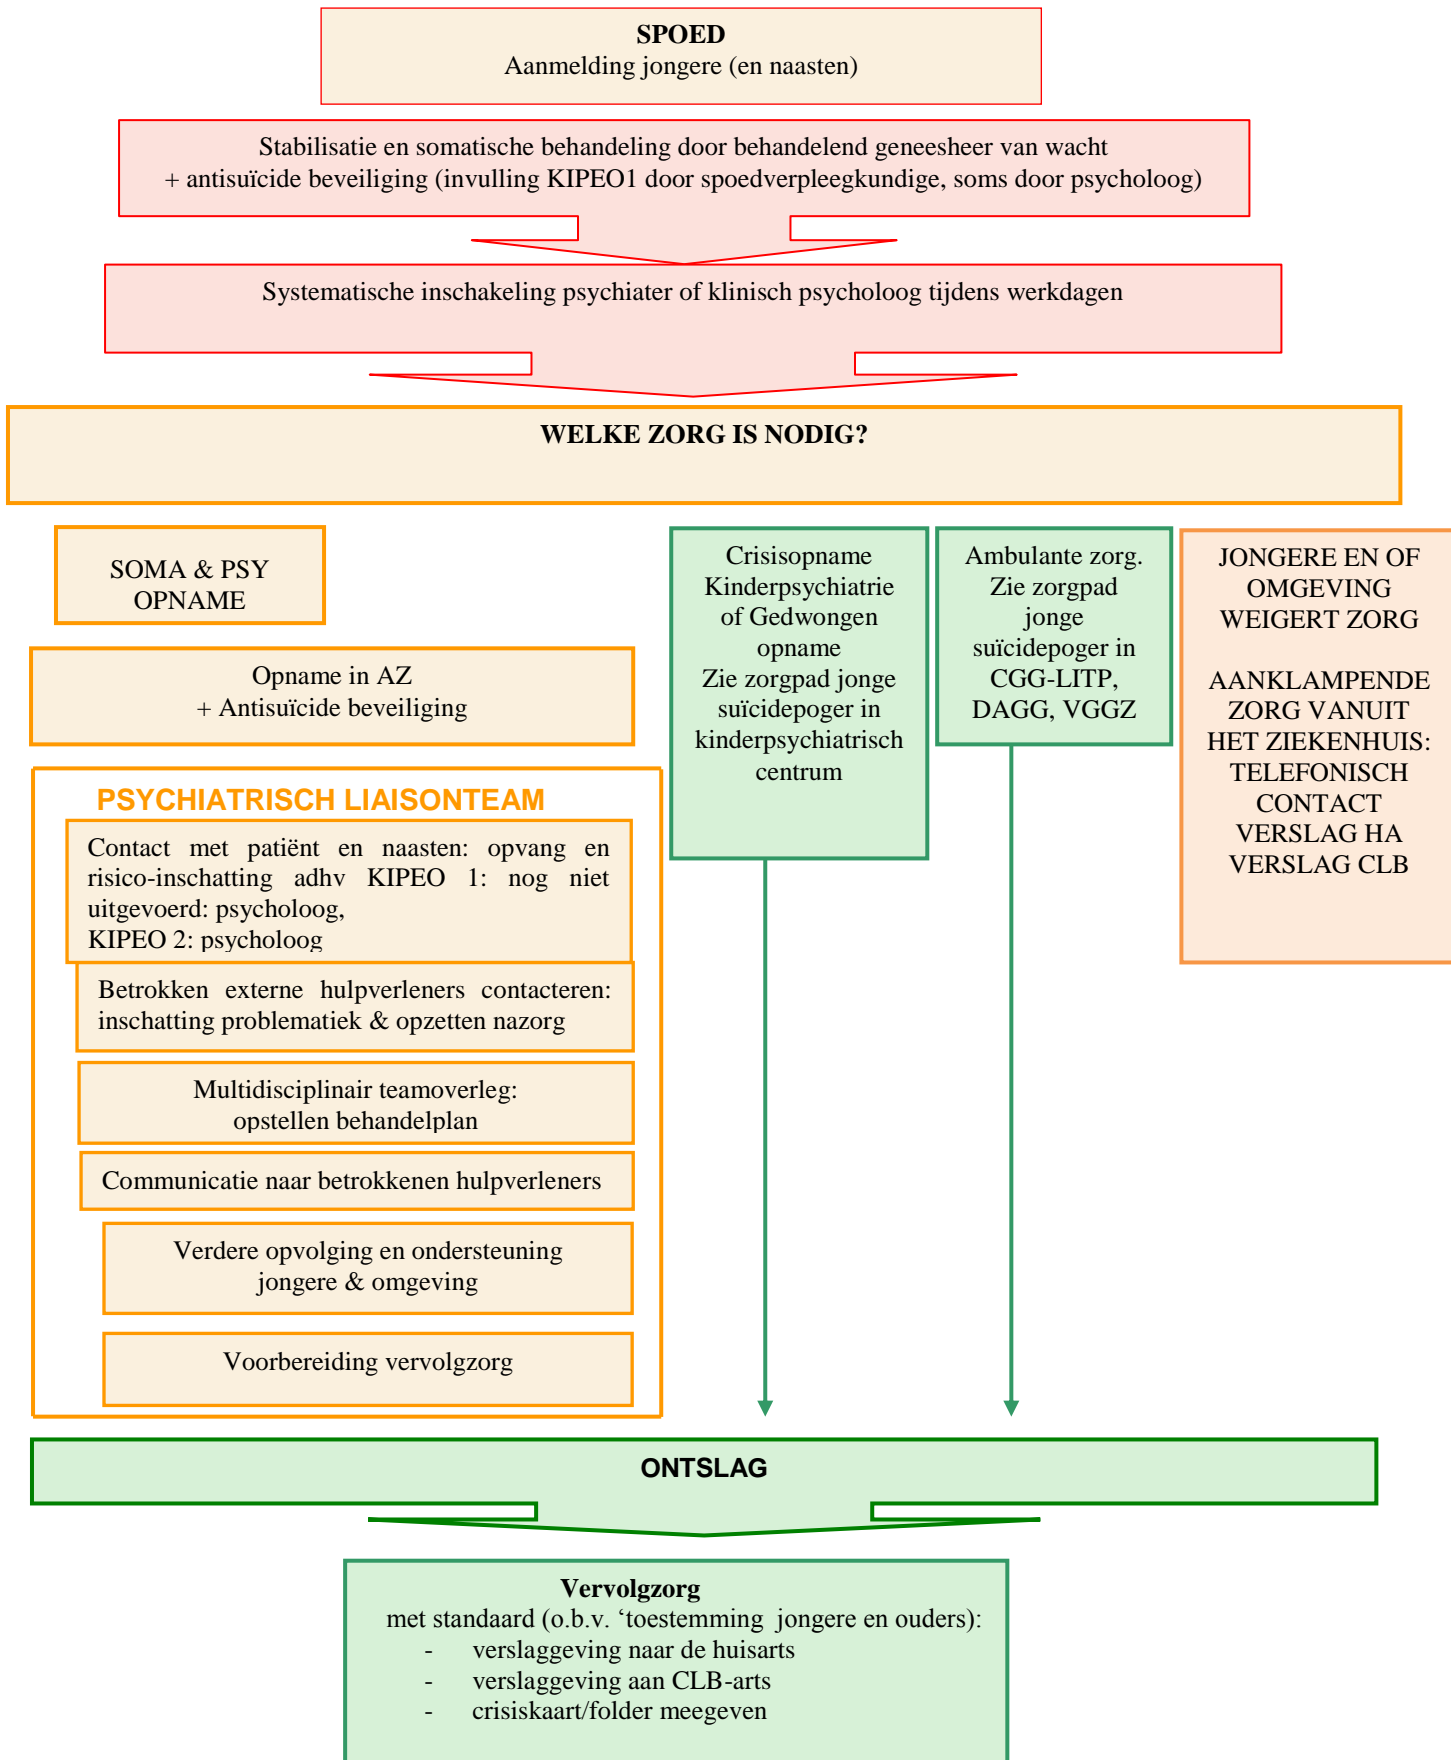 SPOED
Aanmelding jongere (en naasten)
Stabilisatie en somatische behandeling door behandelend geneesheer van wacht
+ antisuïcide beveiliging (invulling KIPEO1 door spoedverpleegkundige, soms door psycholoog)
Systematische inschakeling psychiater of klinisch psycholoog tijdens werkdagen
WELKE ZORG IS NODIG?
SOMA & PSY
OPNAME
Opname in AZ
+ Antisuïcide beveiliging
PSYCHIATRISCH LIAISONTEAM
Contact met patiënt en naasten: opvang en
risico-inschatting adhv KIPEO 1: nog niet
uitgevoerd: psycholoog,
KIPEO 2: psycholoog
Betrokken externe hulpverleners contacteren:
inschatting problematiek & opzetten nazorg
Multidisciplinair teamoverleg:
opstellen behandelplan
Communicatie naar betrokkenen hulpverleners
Verdere opvolging en ondersteuning
jongere & omgeving
Voorbereiding vervolgzorg
Crisisopname
Kinderpsychiatrie
of Gedwongen
opname
Zie zorgpad jonge
suïcidepoger in
kinderpsychiatrisch
centrum
Ambulante zorg.
Zie zorgpad
jonge
suïcidepoger in
CGG-LITP,
DAGG, VGGZ
JONGERE EN OF
OMGEVING
WEIGERT ZORG
AANKLAMPENDE
ZORG VANUIT
HET ZIEKENHUIS:
TELEFONISCH
CONTACT
VERSLAG HA
VERSLAG CLB
ONTSLAG
Vervolgzorg
met standaard (o.b.v. ‘toestemming jongere en ouders):
- verslaggeving naar de huisarts
- verslaggeving aan CLB-arts
- crisiskaart/folder meegeven